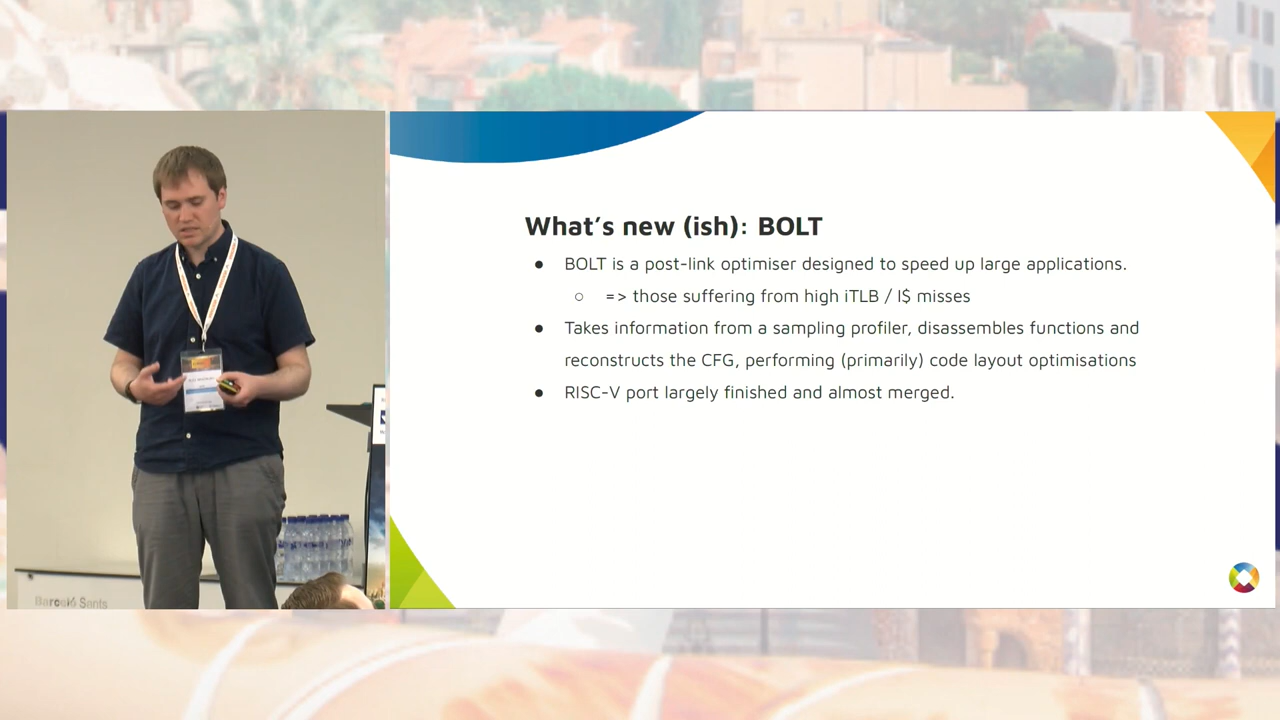 What's new (ish): BOLT
● BOLT is a post-link optimiser designed to speed up large applications.
○ => those suffering from high iTLB / I$ misses
● Takes information from a sampling profiler, disassembles functions and
reconstructs the CFG, performing (primarily) code layout optimisations
● RISC-V port largely finished and almost merged.
Barceló Sants